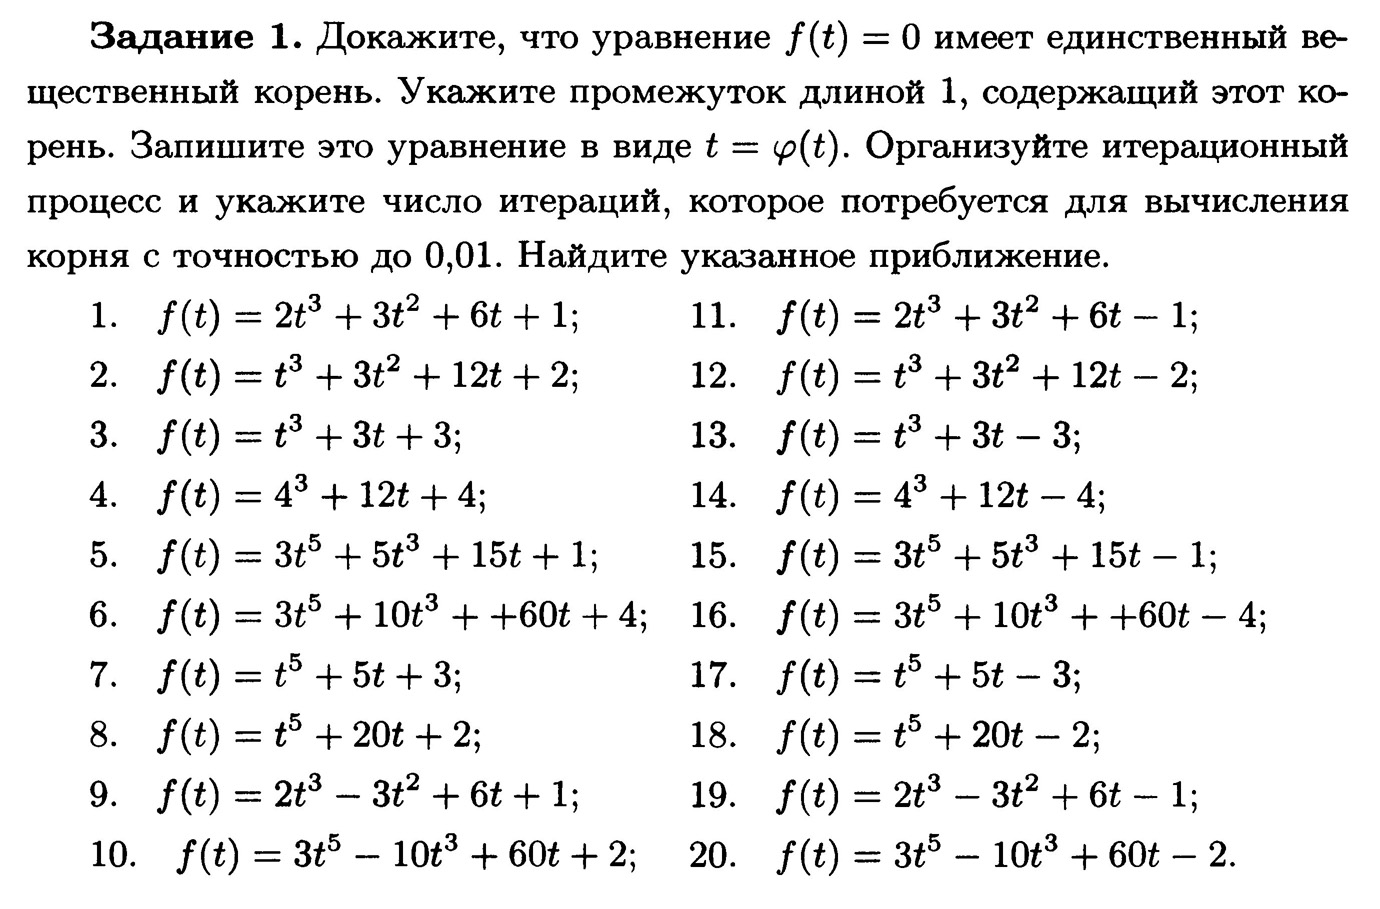 Задание 1. Докажите, что уравнение f(t) = 0 имеет единственный ве-
щественный корень. Укажите промежуток длиной 1, содержащий этот ко-
рень. Запишите это уравнение в виде t = φ(t). Организуйте итерационный
процесс и укажите число итераций, которое потребуется для вычисления
корня с точностью до 0,01. Найдите указанное приближение.
1. f(t) = 2t³ + 3t² + 6t + 1; 11. f(t) = 2t³ + 3t² + 6t − 1;
2. f(t) = t³ + 3t² + 12t + 2; 12. f(t) = t³ + 3t² + 12t − 2;
3. f(t) = t³ + 3t + 3; 13. f(t) = t³ + 3t − 3;
4. f(t) = 4³ + 12t + 4; 14. f(t) = 4³ + 12t − 4;
5. f(t) = 3t⁵ + 5t³ + 15t + 1; 15. f(t) = 3t⁵ + 5t³ + 15t − 1;
6. f(t) = 3t⁵ + 10t³ + +60t + 4; 16. f(t) = 3t⁵ + 10t³ + +60t − 4;
7. f(t) = t⁵ + 5t + 3; 17. f(t) = t⁵ + 5t − 3;
8. f(t) = t⁵ + 20t + 2; 18. f(t) = t⁵ + 20t − 2;
9. f(t) = 2t³ − 3t² + 6t + 1; 19. f(t) = 2t³ − 3t² + 6t − 1;
10. f(t) = 3t⁵ − 10t³ + 60t + 2; 20. f(t) = 3t⁵ − 10t³ + 60t − 2.